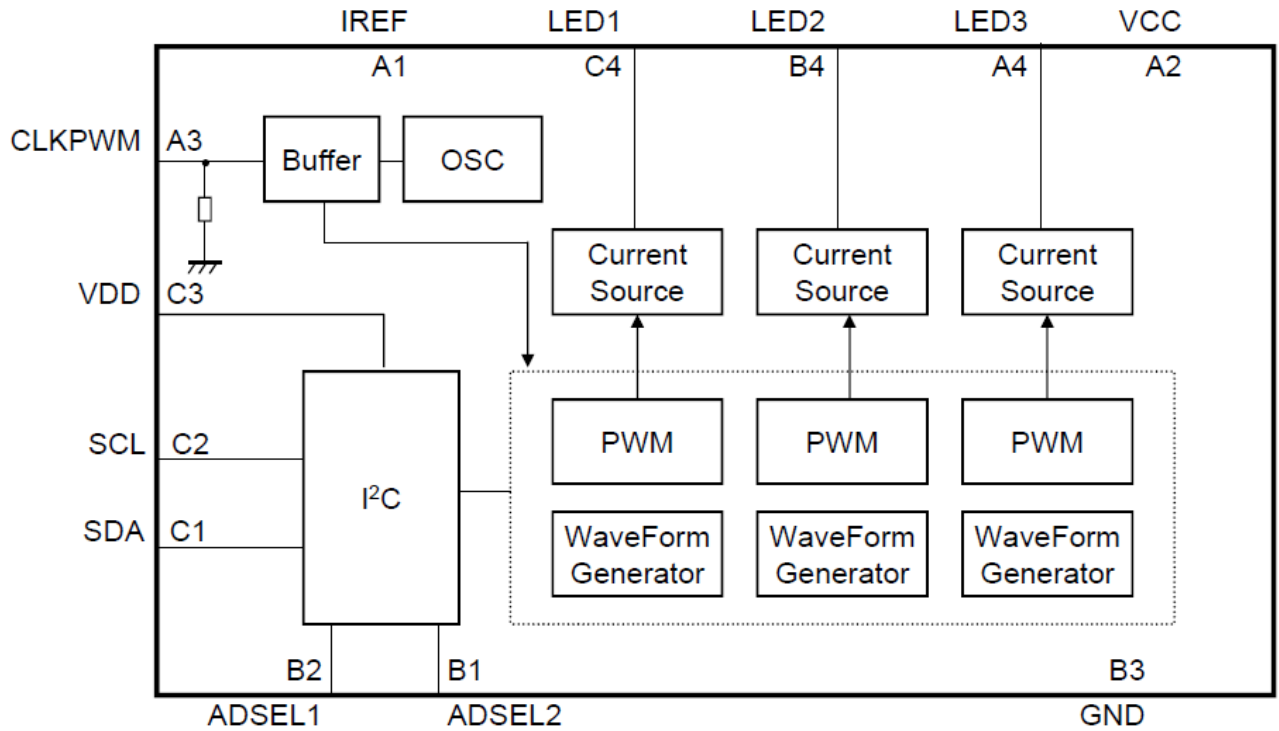 IREF LED1 LED2 LED3 VCC
A1 C4 B4 A4 A2
CLKPWM A3
Buffer OSC
Current Source
Current Source
Current Source
VDD C3
PWM PWM PWM
SCL C2
I²C
SDA C1
WaveForm Generator
WaveForm Generator
WaveForm Generator
B2 B1 B3
ADSEL1 ADSEL2 GND